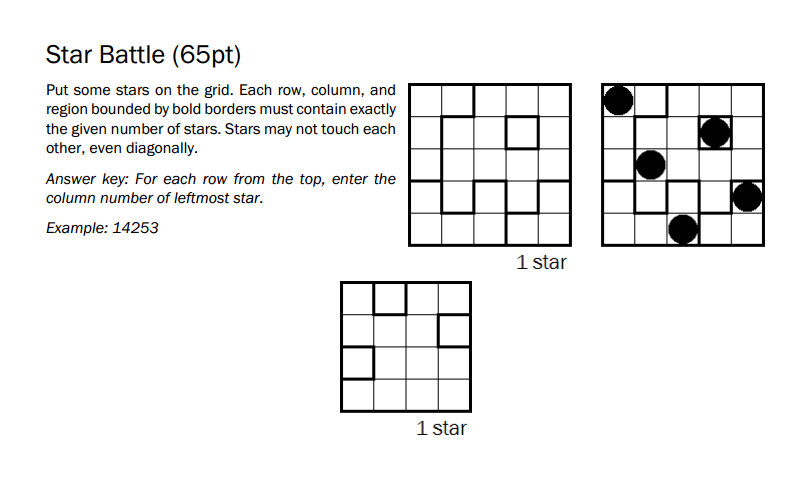 Star Battle (65pt)
Put some stars on the grid. Each row, column, and
region bounded by bold borders must contain exactly
the given number of stars. Stars may not touch each
other, even diagonally.
Answer key: For each row from the top, enter the
column number of leftmost star.
Example: 14253
1 star
1 star